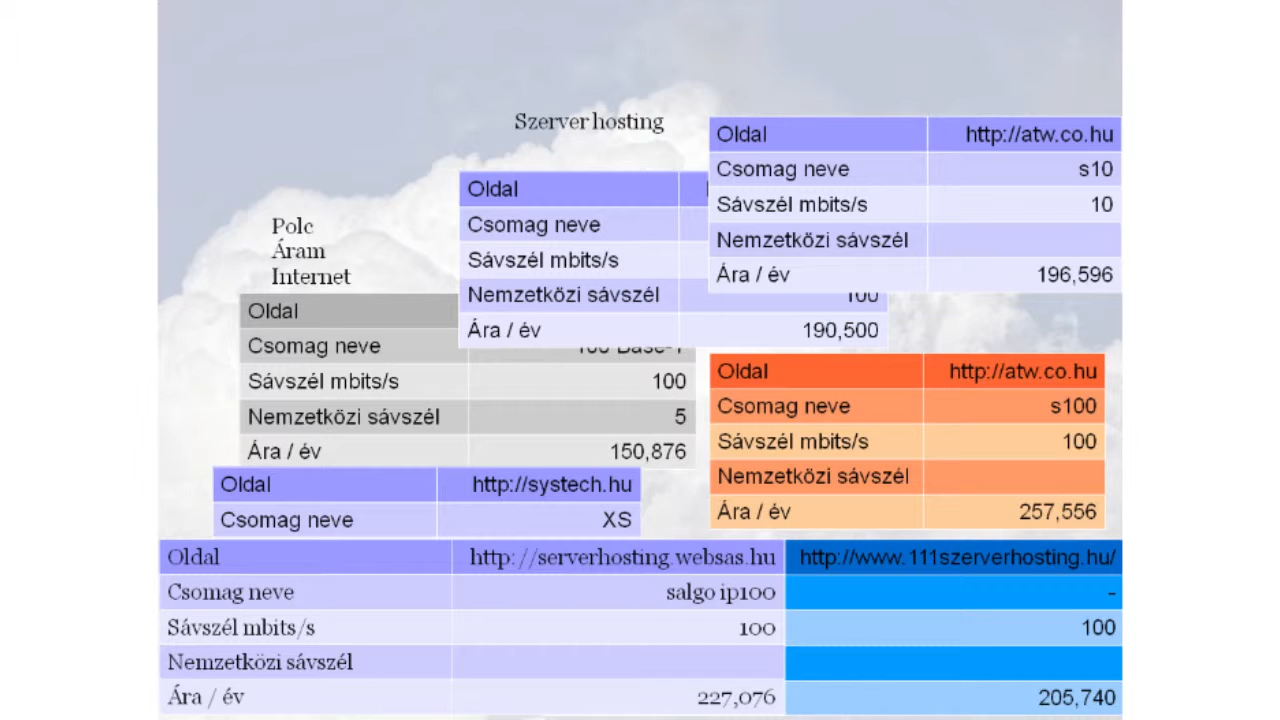 Szerver hosting
Polc
Áram
Internet
Oldal http://atw.co.hu
Csomag neve s10
Sávszél mbits/s 10
Nemzetközi sávszél
Ára / év 196,596
Oldal
Csomag neve
Sávszél mbits/s
Nemzetközi sávszél 100
Ára / év 190,500
Oldal
Csomag neve 100 Base-T
Sávszél mbits/s 100
Nemzetközi sávszél 5
Ára / év 150,876
Oldal http://atw.co.hu
Csomag neve s100
Sávszél mbits/s 100
Nemzetközi sávszél
Ára / év 257,556
Oldal http://systech.hu
Csomag neve XS
Oldal http://serverhosting.websas.hu http://www.111szerverhosting.hu/
Csomag neve salgo ip100 -
Sávszél mbits/s 100 100
Nemzetközi sávszél
Ára / év 227,076 205,740